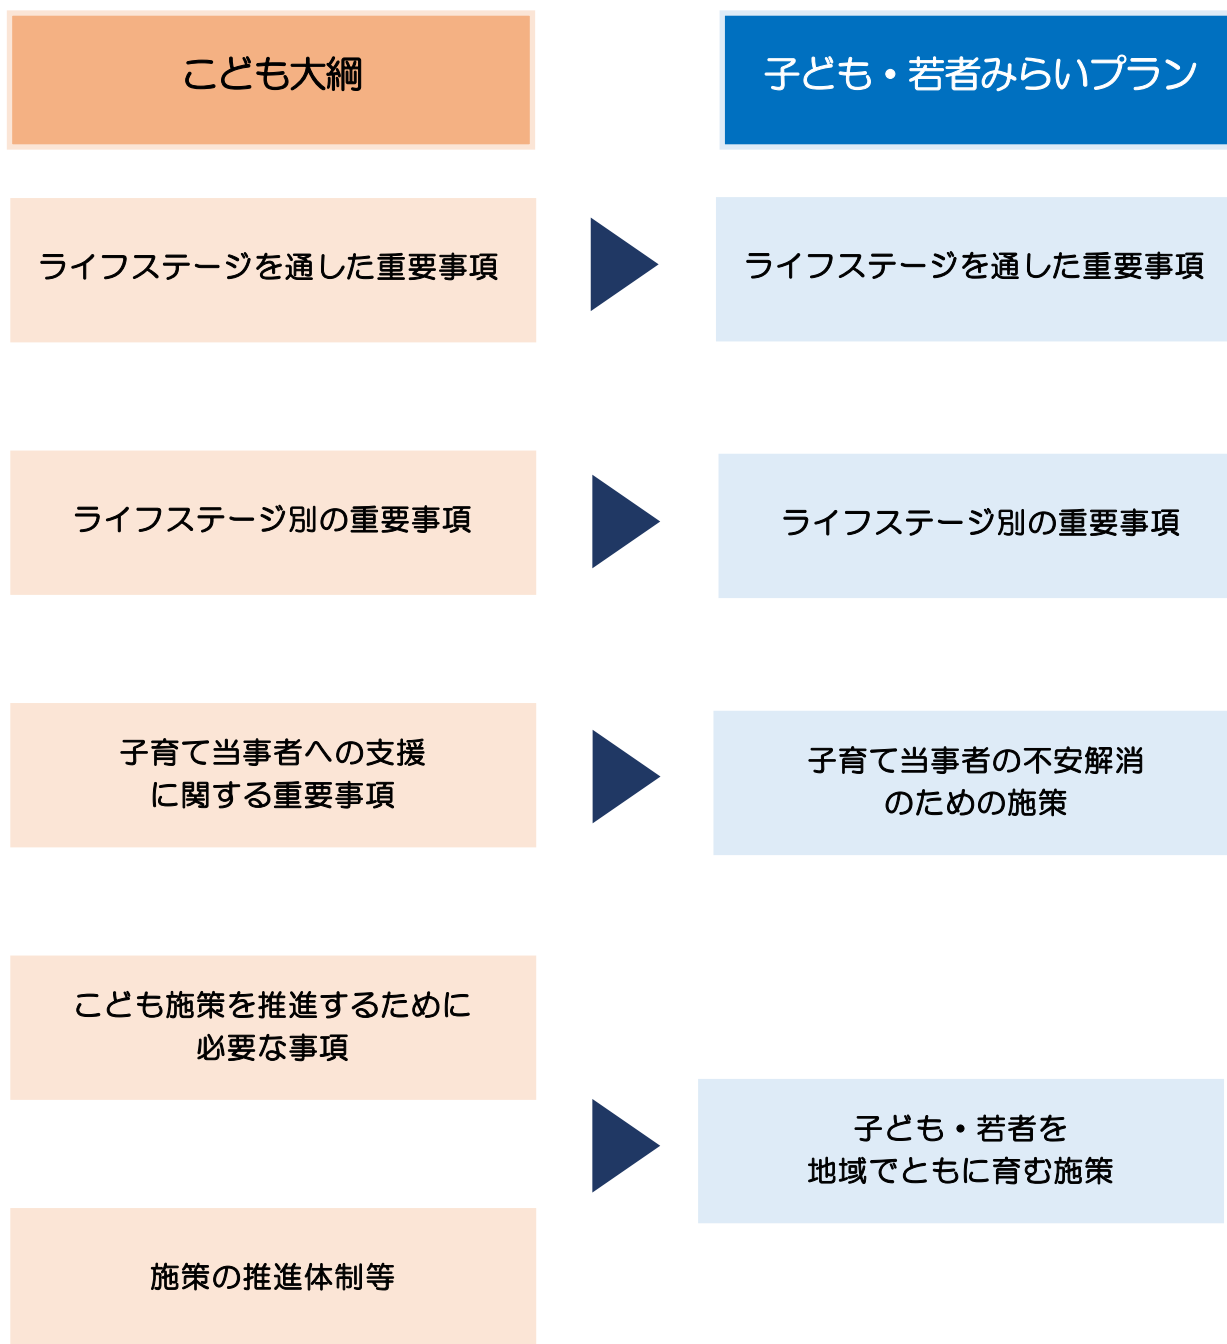 こども大綱
子ども・若者みらいプラン
ライフステージを通した重要事項
ライフステージを通した重要事項
ライフステージ別の重要事項
ライフステージ別の重要事項
子育て当事者への支援
に関する重要事項
子育て当事者の不安解消
のための施策
こども施策を推進するために
必要な事項
子ども・若者を
地域でともに育む施策
施策の推進体制等